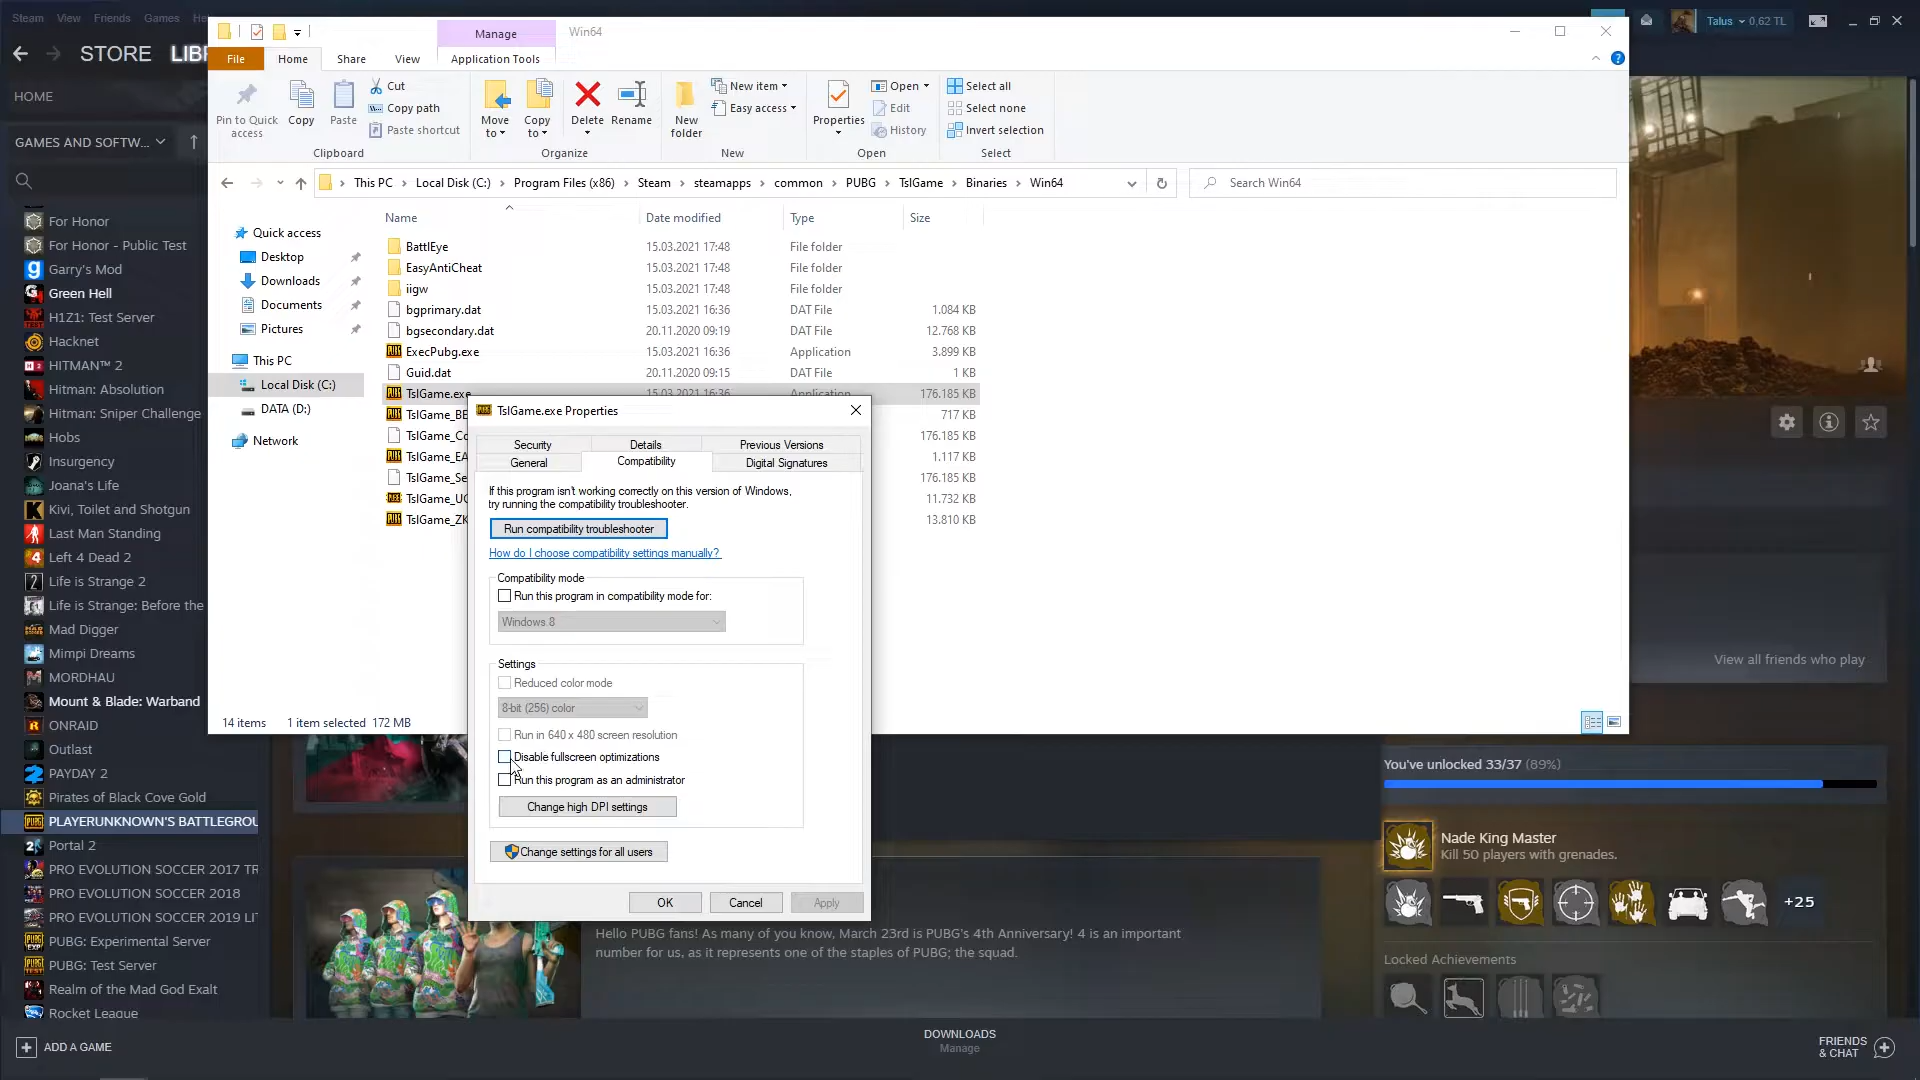 Steam View Friends Games He
Talus 0,62 TL
STORE LIBR
HOME
GAMES AND SOFTW...
For Honor
For Honor - Public Test
Garry's Mod
Green Hell
H1Z1: Test Server
Hacknet
HITMAN™ 2
Hitman: Absolution
Hitman: Sniper Challenge
Hobs
Insurgency
Joana's Life
Kivi, Toilet and Shotgun
Last Man Standing
Left 4 Dead 2
Life is Strange 2
Life is Strange: Before the
Mad Digger
Mimpi Dreams
MORDHAU
Mount & Blade: Warband
ONRAID
Outlast
PAYDAY 2
Pirates of Black Cove Gold
PLAYERUNKNOWN'S BATTLEGROU
Portal 2
PRO EVOLUTION SOCCER 2017 TR
PRO EVOLUTION SOCCER 2018
PRO EVOLUTION SOCCER 2019 LIT
PUBG: Experimental Server
PUBG: Test Server
Realm of the Mad God Exalt
Rocket League
ADD A GAME
Manage
Win64
File Home Share View Application Tools
Pin to Quick access
Copy
Paste
Cut
Copy path
Paste shortcut
Clipboard
Move to
Copy to
Delete
Rename
Organize
New folder
New item
Easy access
New
Properties
Open
Edit
History
Open
Select all
Select none
Invert selection
Select
This PC Local Disk (C:) Program Files (x86) Steam steamapps common PUBG TslGame Binaries Win64
Search Win64
Quick access
Desktop
Downloads
Documents
Pictures
This PC
Local Disk (C:)
DATA (D:)
Network
Name Date modified Type Size
BattlEye 15.03.2021 17:48 File folder
EasyAntiCheat 15.03.2021 17:48 File folder
iigw 15.03.2021 17:48 File folder
bgprimary.dat 15.03.2021 16:36 DAT File 1.084 KB
bgsecondary.dat 20.11.2020 09:19 DAT File 12.768 KB
ExecPubg.exe 15.03.2021 16:36 Application 3.899 KB
Guid.dat 20.11.2020 09:15 DAT File 1 KB
TslGame.exe 15.03.2021 16:36 Application 176.185 KB
TslGame_BE 717 KB
TslGame_Co 176.185 KB
TslGame_EA 1.117 KB
TslGame_Se 176.185 KB
TslGame_UC 11.732 KB
TslGame_ZK 13.810 KB
14 items 1 item selected 172 MB
TslGame.exe Properties
Security Details Previous Versions
General Compatibility Digital Signatures
If this program isn't working correctly on this version of Windows,
try running the compatibility troubleshooter.
Run compatibility troubleshooter
How do I choose compatibility settings manually?
Compatibility mode
Run this program in compatibility mode for:
Windows 8
Settings
Reduced color mode
8-bit (256) color
Run in 640 x 480 screen resolution
Disable fullscreen optimizations
Run this program as an administrator
Change high DPI settings
Change settings for all users
OK Cancel Apply
View all friends who play
You've unlocked 33/37 (89%)
Nade King Master
Kill 50 players with grenades.
+25
Locked Achievements
Hello PUBG fans! As many of you know, March 23rd is PUBG's 4th Anniversary! 4 is an important
number for us, as it represents one of the staples of PUBG; the squad.
DOWNLOADS
Manage
FRIENDS
& CHAT